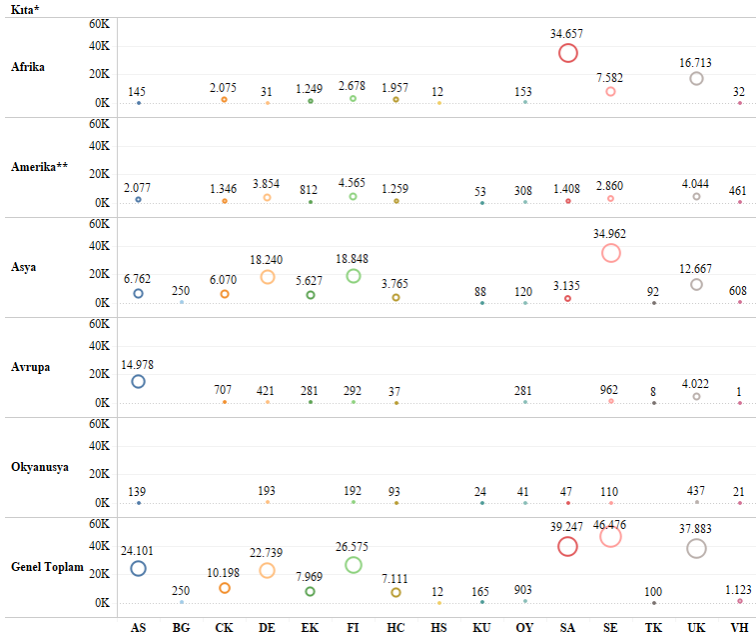 Kıta*
60K
40K
Afrika
20K
0K
145 2.075 31 1.249 2.678 1.957 12 153 34.657 7.582 16.713 32
60K
40K
Amerika**
20K
0K
2.077 1.346 3.854 812 4.565 1.259 53 308 1.408 2.860 4.044 461
60K
40K
Asya
20K
0K
6.762 250 6.070 18.240 5.627 18.848 3.765 88 120 3.135 34.962 92 12.667 608
60K
40K
Avrupa
20K
0K
14.978 707 421 281 292 37 281 962 8 4.022 1
60K
40K
Okyanusya
20K
0K
139 193 192 93 24 41 47 110 437 21
60K
40K
Genel Toplam
20K
0K
24.101 250 10.198 22.739 7.969 26.575 7.111 12 165 903 39.247 46.476 100 37.883 1.123
AS BG CK DE EK FI HC HS KU OY SA SE TK UK VH